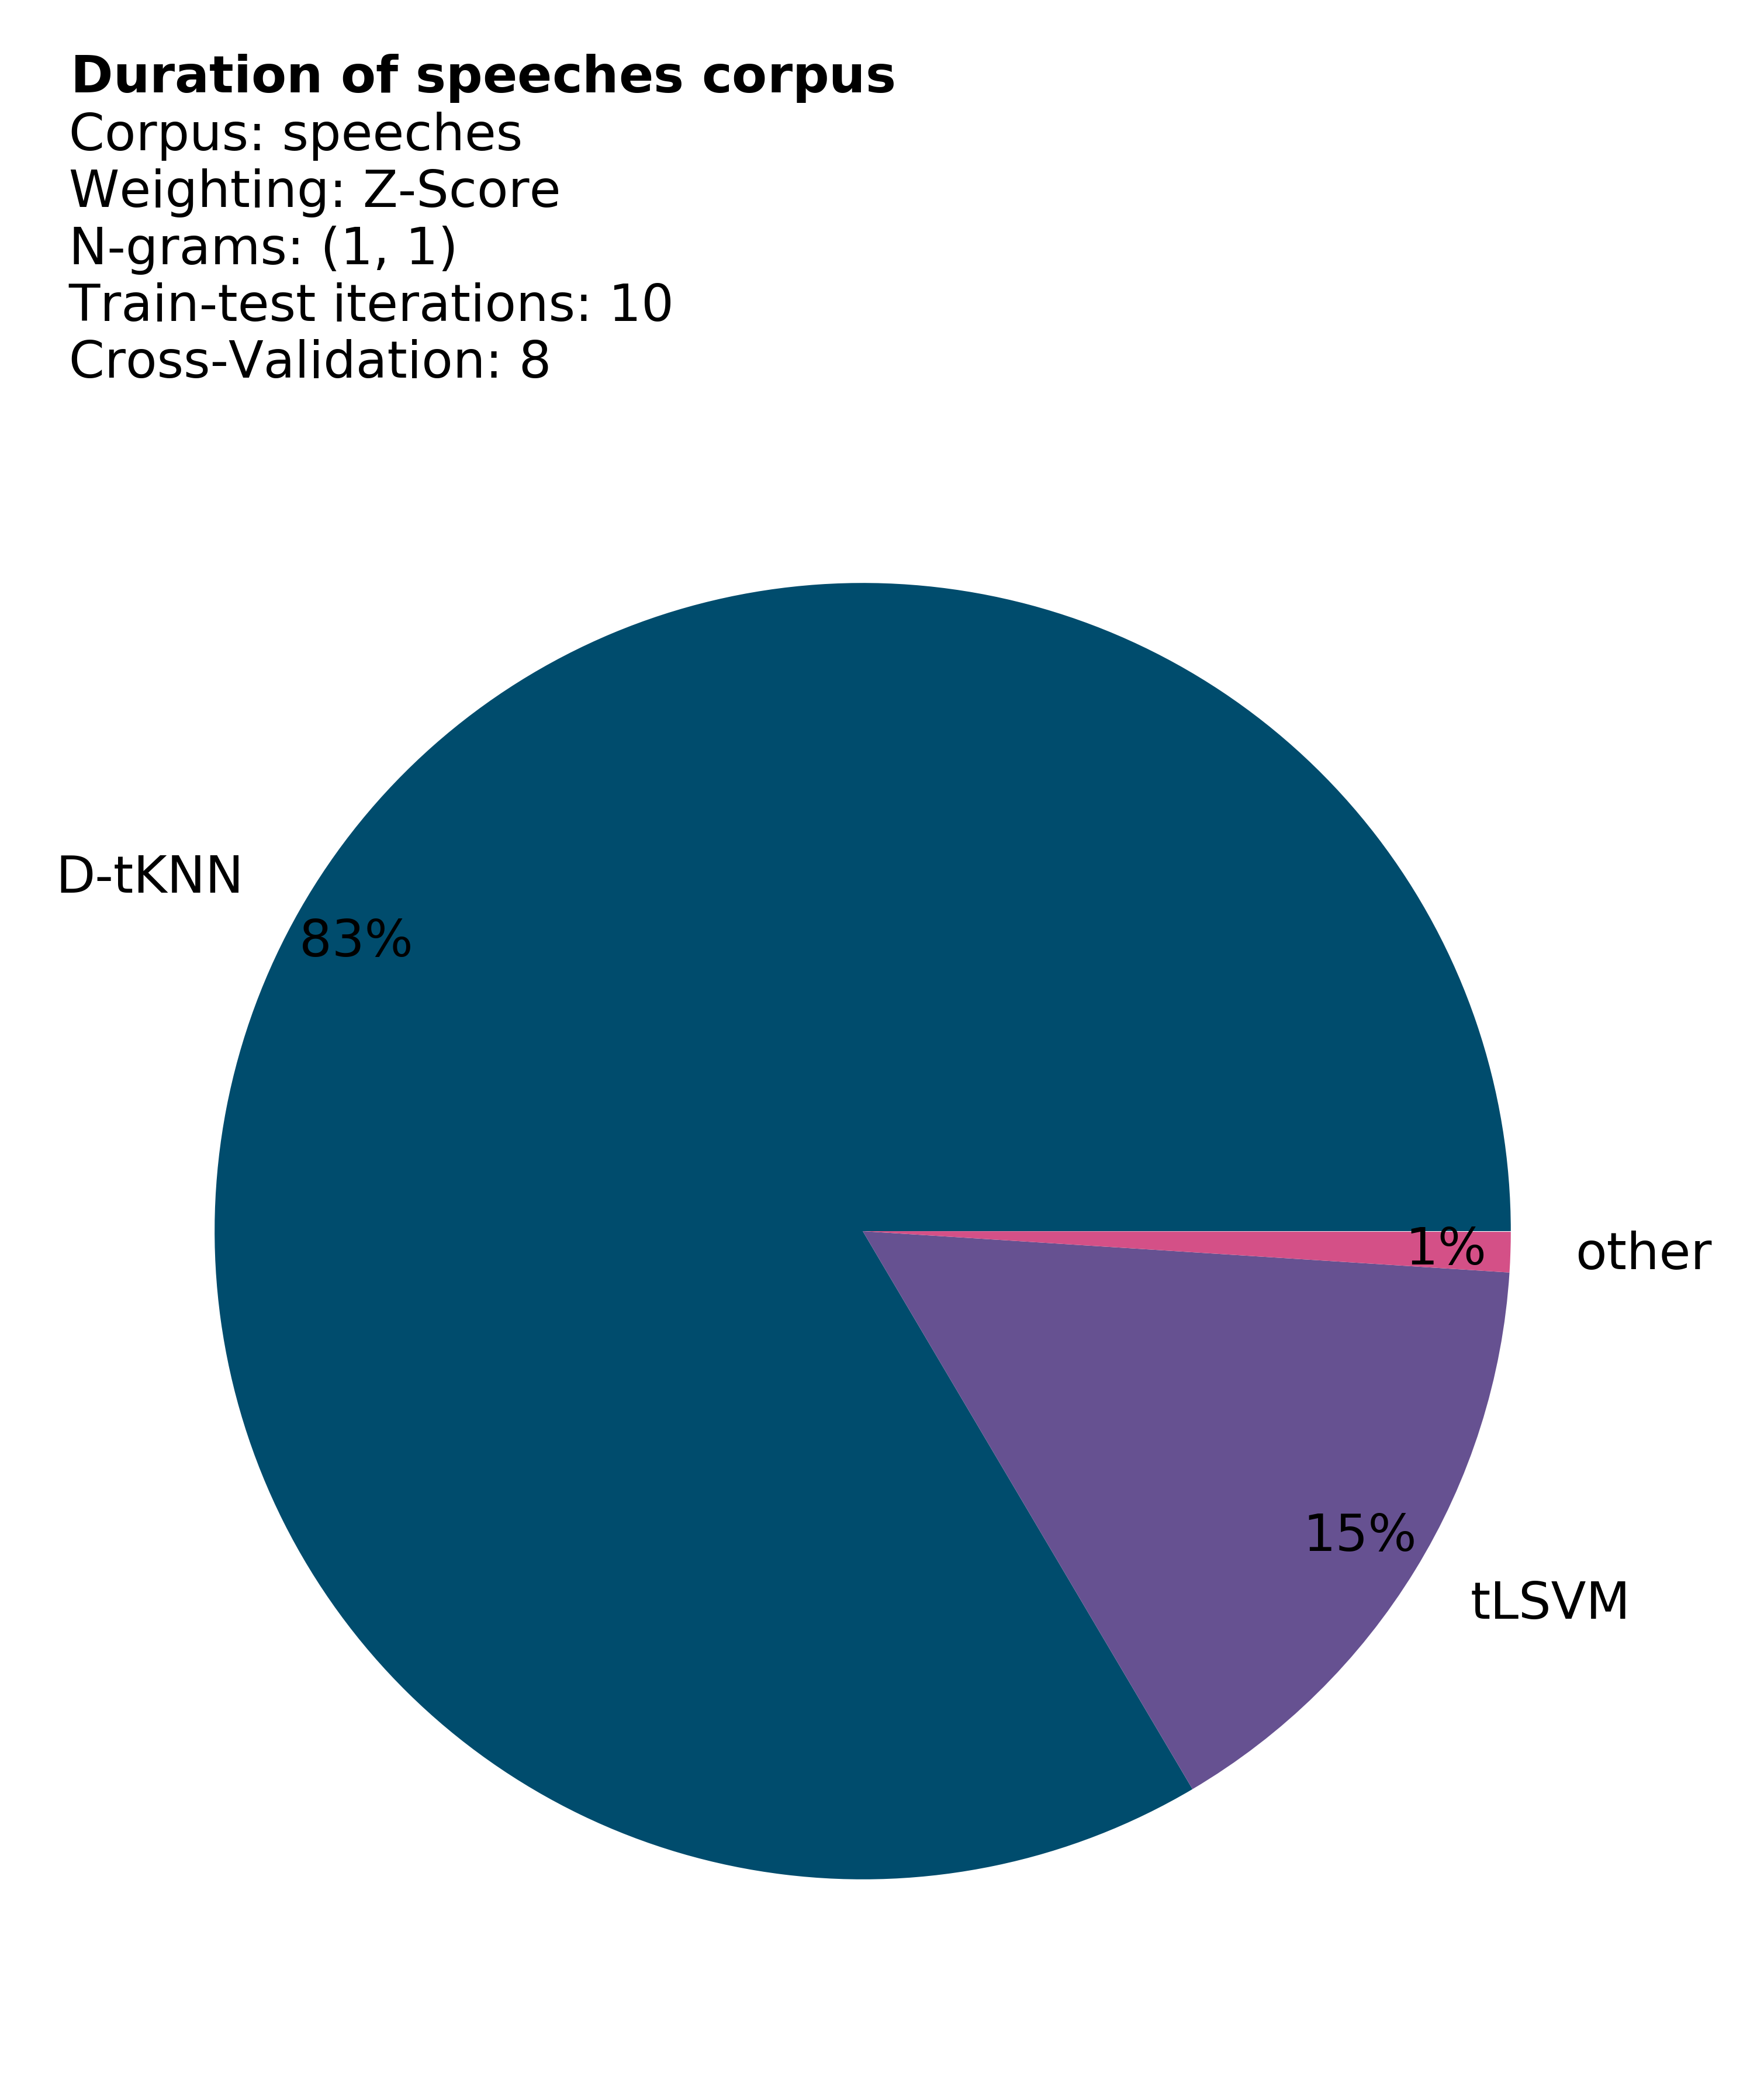 Duration of speeches corpus
Corpus: speeches
Weighting: Z-Score
N-grams: (1, 1)
Train-test iterations: 10
Cross-Validation: 8
D-tKNN
83%
1%
other
15%
tLSVM